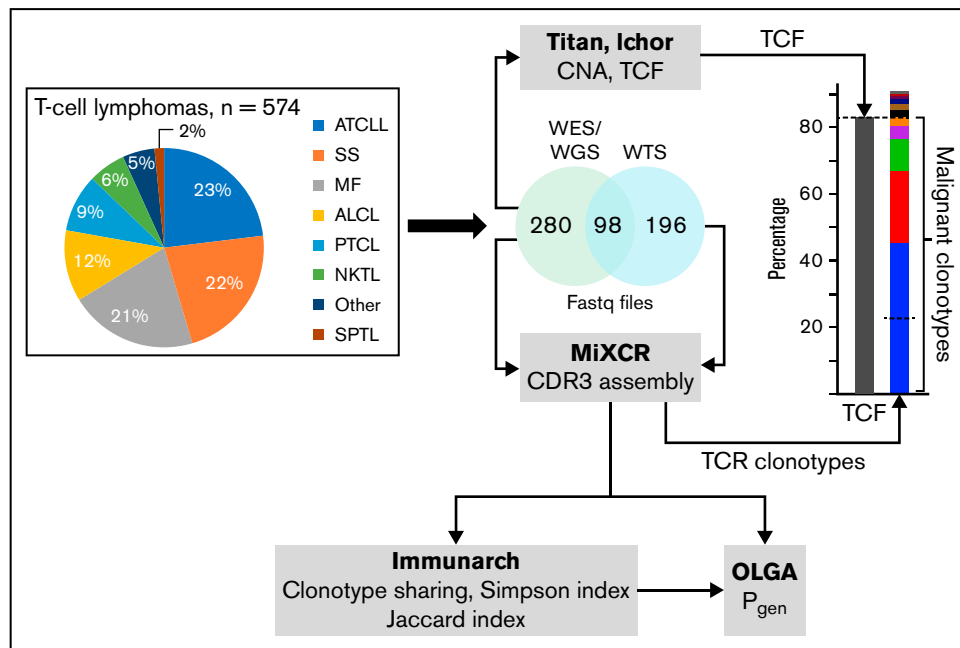 T-cell lymphomas, n = 574
2%
5%
6%
9%
12%
21%
22%
23%
ATCLL
SS
MF
ALCL
PTCL
NKTL
Other
SPTL
Titan, Ichor
CNA, TCF
TCF
WES/
WGS
WTS
280
98
196
Fastq files
MiXCR
CDR3 assembly
Percentage
80
60
40
20
TCF
Malignant clonotypes
TCR clonotypes
Immunarch
Clonotype sharing, Simpson index
Jaccard index
OLGA
Pgen